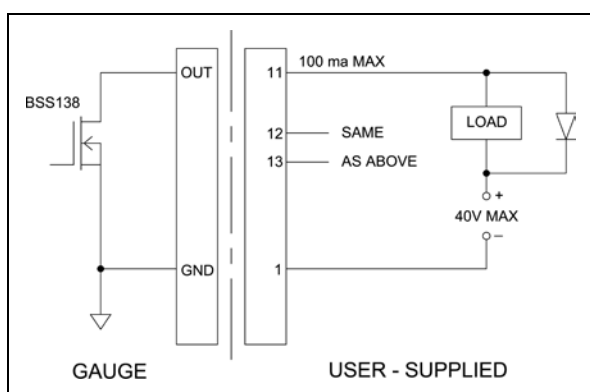 OUT
11
100 ma MAX
BSS138
LOAD
12
SAME
13
AS ABOVE
+
40V MAX
–
GND
1
GAUGE
USER - SUPPLIED